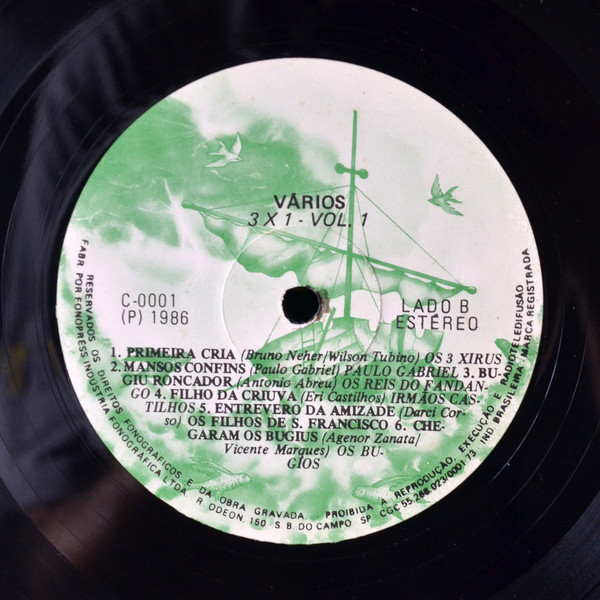 VÁRIOS
3 X 1 - VOL. 1
C-0001
(P) 1986
LADO B
ESTÉREO
1. PRIMEIRA CRIA (Bruno Neher/Wilson Tubino) OS 3 XIRUS
2. MANSOS CONFINS (Paulo Gabriel) PAULO GABRIEL 3. BU-
GIU RONCADOR (Antonio Abreu) OS REIS DO FANDAN-
GO 4. FILHO DA CRIUVA (Eri Castilhos) IRMÃOS CAS-
TILHOS 5. ENTREVERO DA AMIZADE (Darci Cor-
so) OS FILHOS DE S. FRANCISCO 6. CHE-
GARAM OS BUGIUS (Agenor Zanata/
Vicente Marques) OS BU-
GIOS
RESERVADOS OS DIREITOS FONOGRÁFICOS E DA OBRA GRAVADA. PROIBIDA A REPRODUÇÃO, EXECUÇÃO E RADIOTELEDIFUSÃO
FABR POR FONOPRESS INDUSTRIA FONOGRÁFICA LTDA. R. ODEON, 150 S B. DO CAMPO SP CGC 55.288.023/0001-73 IND BRASILEIRA MARCA REGISTRADA